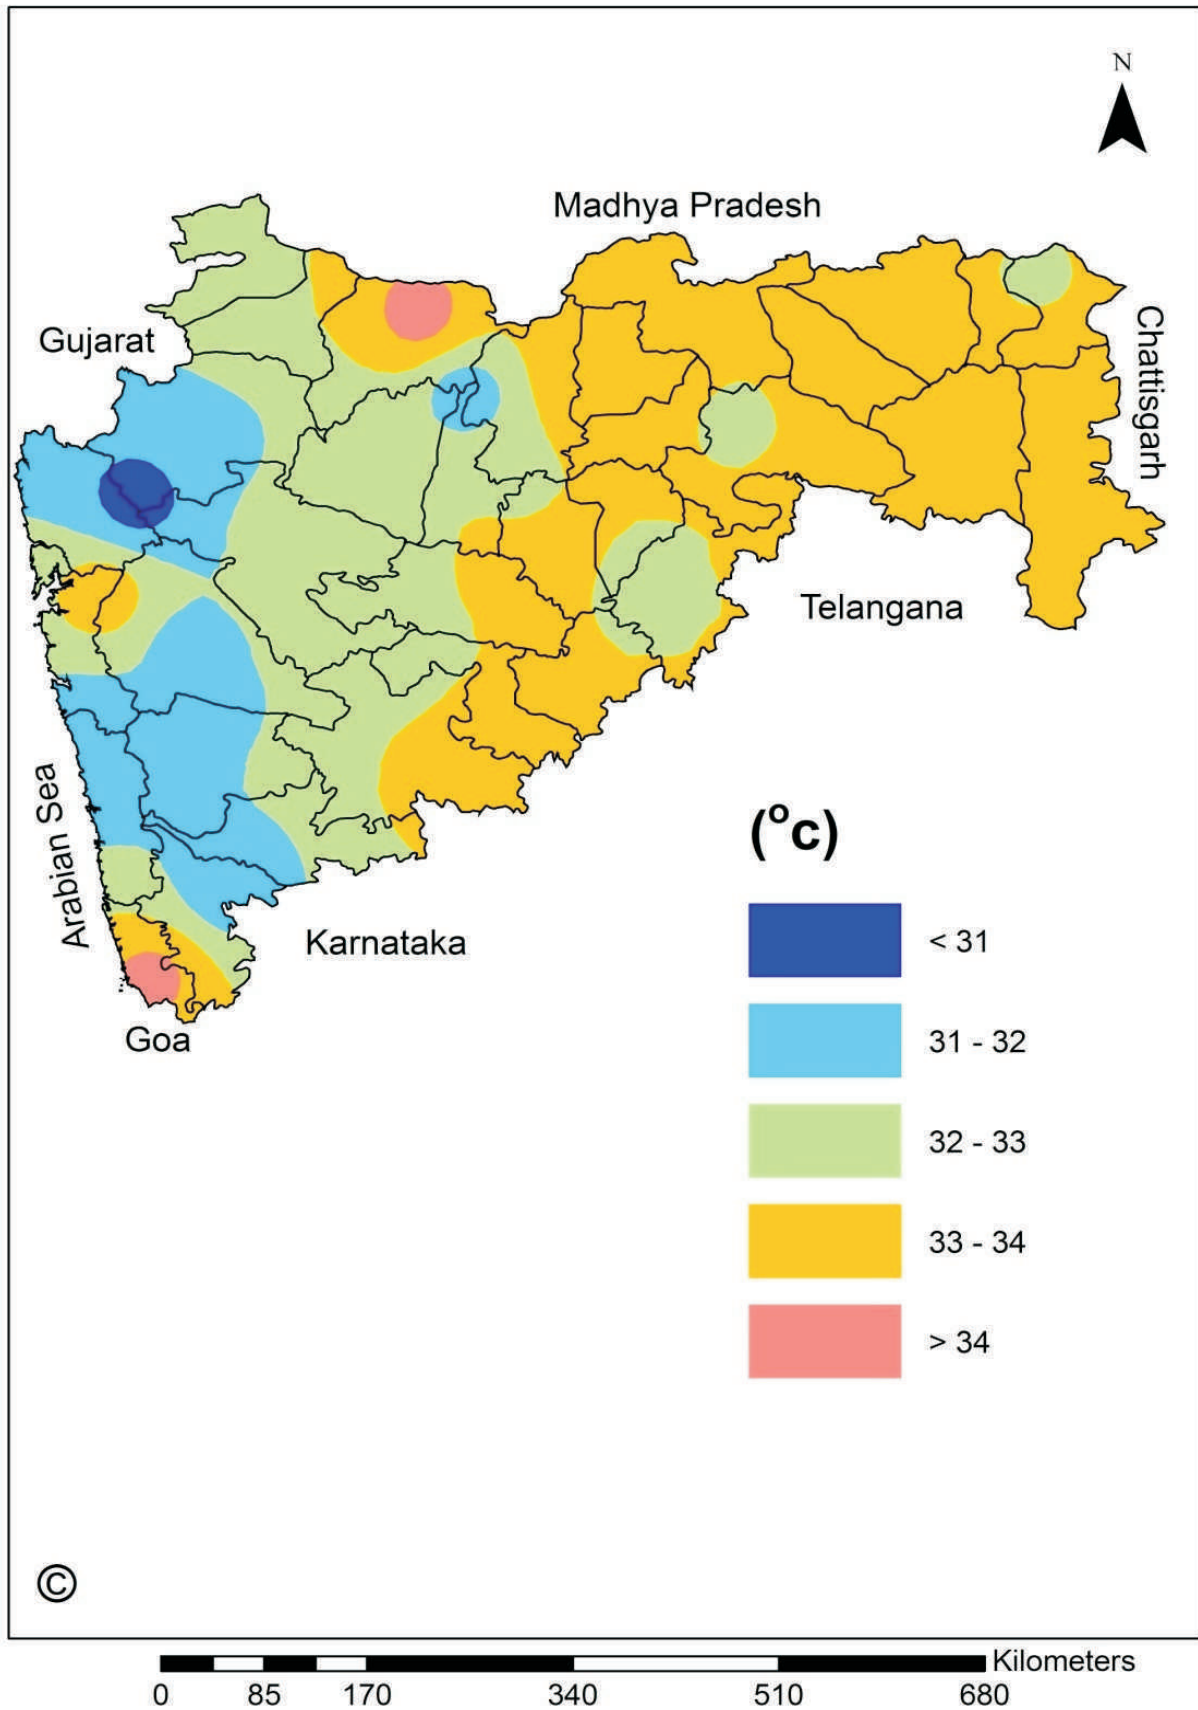 N
Madhya Pradesh
Gujarat
Chattisgarh
Telangana
Arabian Sea
(°c)
Karnataka
< 31
Goa
31 - 32
32 - 33
33 - 34
> 34
©
Kilometers
0 85 170 340 510 680